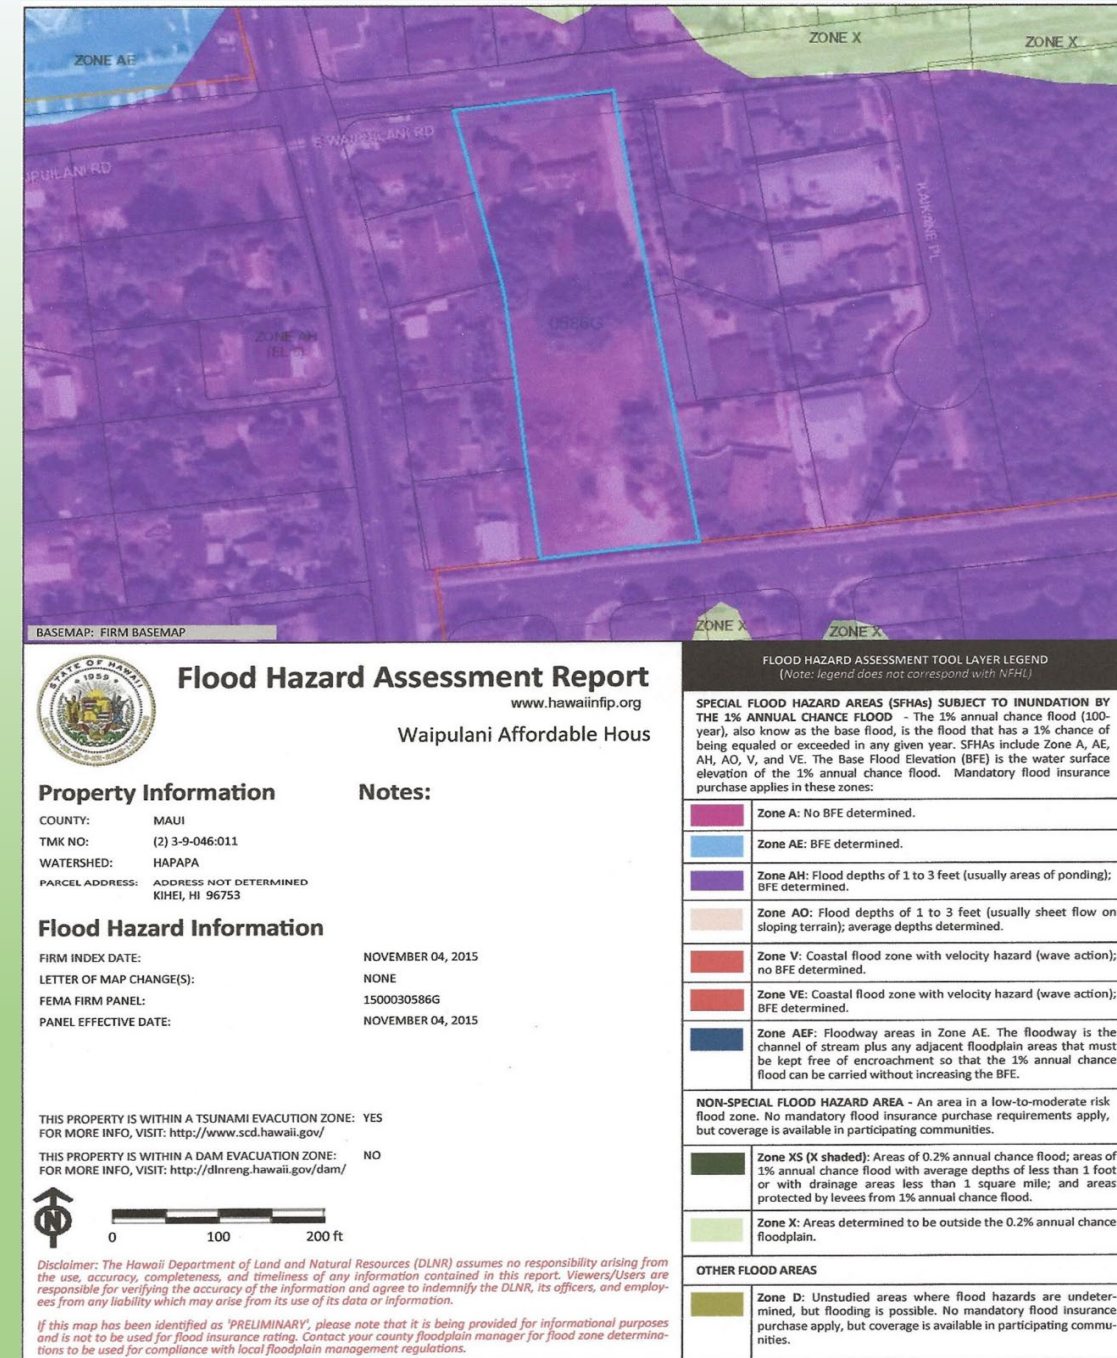 ZONE AE
ZONE X
ZONE X
E WAIPUILANI RD
IPUILANI RD
KAIKANE PL
0586G
ZONE AH
ZONE X
ZONE X
BASEMAP: FIRM BASEMAP
STATE OF HAWAII
1959
Flood Hazard Assessment Report
www.hawaiinfip.org
Waipulani Affordable Hous
Property Information
Notes:
COUNTY: MAUI
TMK NO: (2) 3-9-046:011
WATERSHED: HAPAPA
PARCEL ADDRESS: ADDRESS NOT DETERMINED
KIHEI, HI 96753
Flood Hazard Information
FIRM INDEX DATE: NOVEMBER 04, 2015
LETTER OF MAP CHANGE(S): NONE
FEMA FIRM PANEL: 1500030586G
PANEL EFFECTIVE DATE: NOVEMBER 04, 2015
THIS PROPERTY IS WITHIN A TSUNAMI EVACUTION ZONE: YES
FOR MORE INFO, VISIT: http://www.scd.hawaii.gov/
THIS PROPERTY IS WITHIN A DAM EVACUATION ZONE: NO
FOR MORE INFO, VISIT: http://dlnreng.hawaii.gov/dam/
N
0 100 200 ft
Disclaimer: The Hawaii Department of Land and Natural Resources (DLNR) assumes no responsibility arising from
the use, accuracy, completeness, and timeliness of any information contained in this report. Viewers/Users are
responsible for verifying the accuracy of the information and agree to indemnify the DLNR, its officers, and employ-
ees from any liability which may arise from its use of its data or information.
If this map has been identified as 'PRELIMINARY', please note that it is being provided for informational purposes
and is not to be used for flood insurance rating. Contact your county floodplain manager for flood zone determina-
tions to be used for compliance with local floodplain management regulations.
FLOOD HAZARD ASSESSMENT TOOL LAYER LEGEND
(Note: legend does not correspond with NFHL)
SPECIAL FLOOD HAZARD AREAS (SFHAs) SUBJECT TO INUNDATION BY
THE 1% ANNUAL CHANCE FLOOD - The 1% annual chance flood (100-
year), also know as the base flood, is the flood that has a 1% chance of
being equaled or exceeded in any given year. SFHAs include Zone A, AE,
AH, AO, V, and VE. The Base Flood Elevation (BFE) is the water surface
elevation of the 1% annual chance flood. Mandatory flood insurance
purchase applies in these zones:
Zone A: No BFE determined.
Zone AE: BFE determined.
Zone AH: Flood depths of 1 to 3 feet (usually areas of ponding);
BFE determined.
Zone AO: Flood depths of 1 to 3 feet (usually sheet flow on
sloping terrain); average depths determined.
Zone V: Coastal flood zone with velocity hazard (wave action);
no BFE determined.
Zone VE: Coastal flood zone with velocity hazard (wave action);
BFE determined.
Zone AEF: Floodway areas in Zone AE. The floodway is the
channel of stream plus any adjacent floodplain areas that must
be kept free of encroachment so that the 1% annual chance
flood can be carried without increasing the BFE.
NON-SPECIAL FLOOD HAZARD AREA - An area in a low-to-moderate risk
flood zone. No mandatory flood insurance purchase requirements apply,
but coverage is available in participating communities.
Zone XS (X shaded): Areas of 0.2% annual chance flood; areas of
1% annual chance flood with average depths of less than 1 foot
or with drainage areas less than 1 square mile; and areas
protected by levees from 1% annual chance flood.
Zone X: Areas determined to be outside the 0.2% annual chance
floodplain.
OTHER FLOOD AREAS
Zone D: Unstudied areas where flood hazards are undeter-
mined, but flooding is possible. No mandatory flood insurance
purchase apply, but coverage is available in participating commu-
nities.